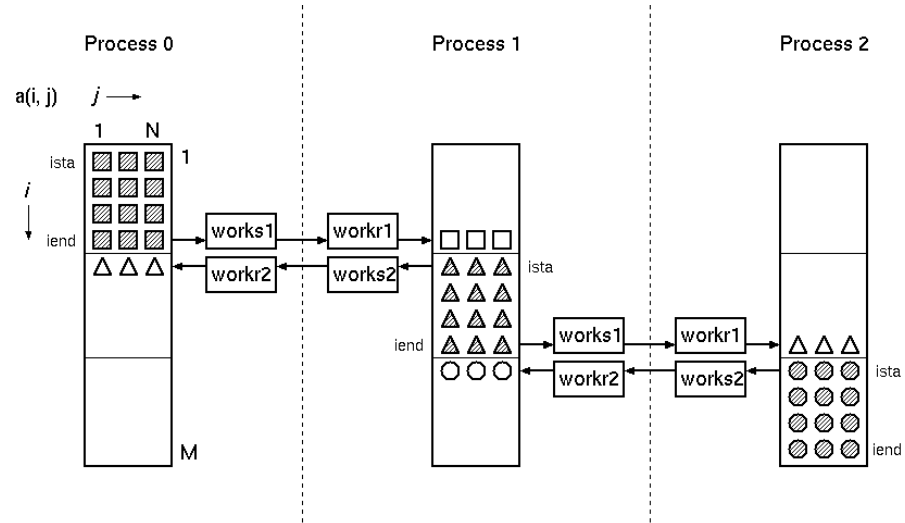 Process 0
Process 1
Process 2
a(i, j)
j
1 N
ista
1
i
iend
works1
workr1
workr2
works2
ista
iend
works1
workr1
workr2
works2
ista
M
iend